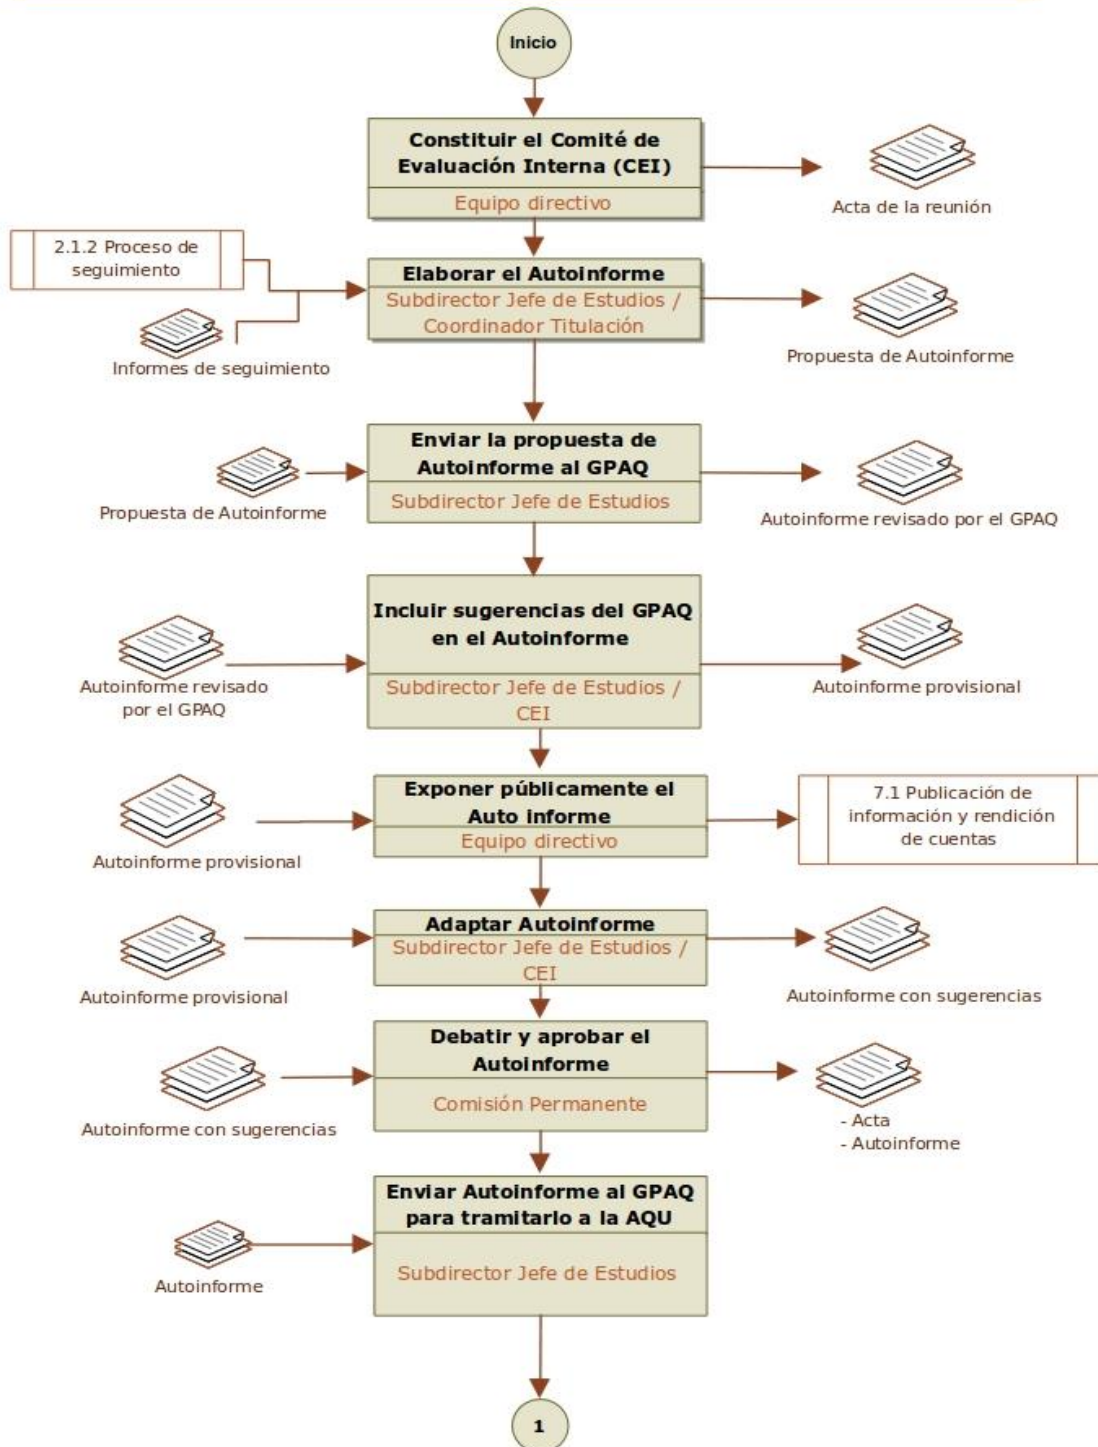 Inicio
Constituir el Comité de
Evaluación Interna (CEI)
Equipo directivo
Acta de la reunión
2.1.2 Proceso de
seguimiento
Informes de seguimiento
Elaborar el Autoinforme
Subdirector Jefe de Estudios /
Coordinador Titulación
Propuesta de Autoinforme
Propuesta de Autoinforme
Enviar la propuesta de
Autoinforme al GPAQ
Subdirector Jefe de Estudios
Autoinforme revisado por el GPAQ
Autoinforme revisado
por el GPAQ
Incluir sugerencias del GPAQ
en el Autoinforme
Subdirector Jefe de Estudios /
CEI
Autoinforme provisional
Autoinforme provisional
Exponer públicamente el
Auto informe
Equipo directivo
7.1 Publicación de
información y rendición
de cuentas
Autoinforme provisional
Adaptar Autoinforme
Subdirector Jefe de Estudios /
CEI
Autoinforme con sugerencias
Autoinforme con sugerencias
Debatir y aprobar el
Autoinforme
Comisión Permanente
- Acta
- Autoinforme
Autoinforme
Enviar Autoinforme al GPAQ
para tramitarlo a la AQU
Subdirector Jefe de Estudios
1